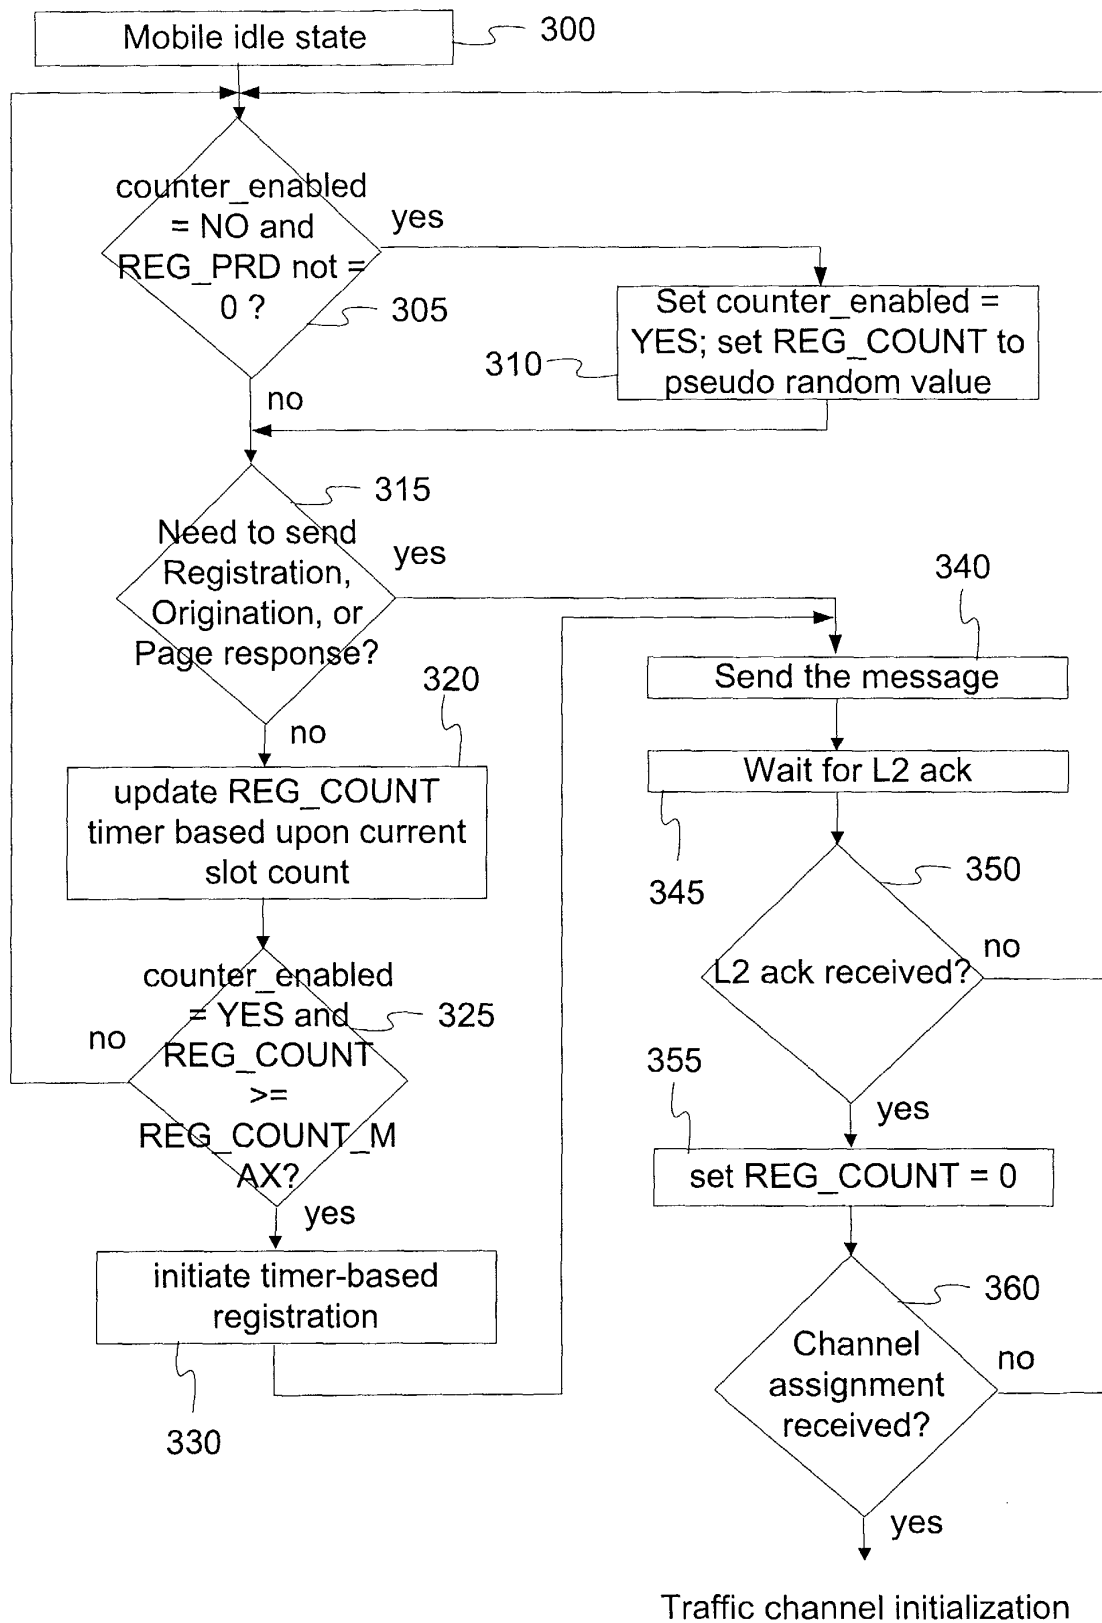 Mobile idle state
300
counter_enabled
= NO and
REG_PRD not =
0 ?
yes
305
Set counter_enabled =
YES; set REG_COUNT to
pseudo random value
310
no
315
Need to send
Registration,
Origination, or
Page response?
yes
340
Send the message
320
no
Wait for L2 ack
update REG_COUNT
timer based upon current
slot count
345
350
L2 ack received?
no
counter_enabled
= YES and
REG_COUNT
>=
REG_COUNT_M
AX?
325
no
355
yes
set REG_COUNT = 0
yes
initiate timer-based
registration
330
360
Channel
assignment
received?
no
yes
Traffic channel initialization